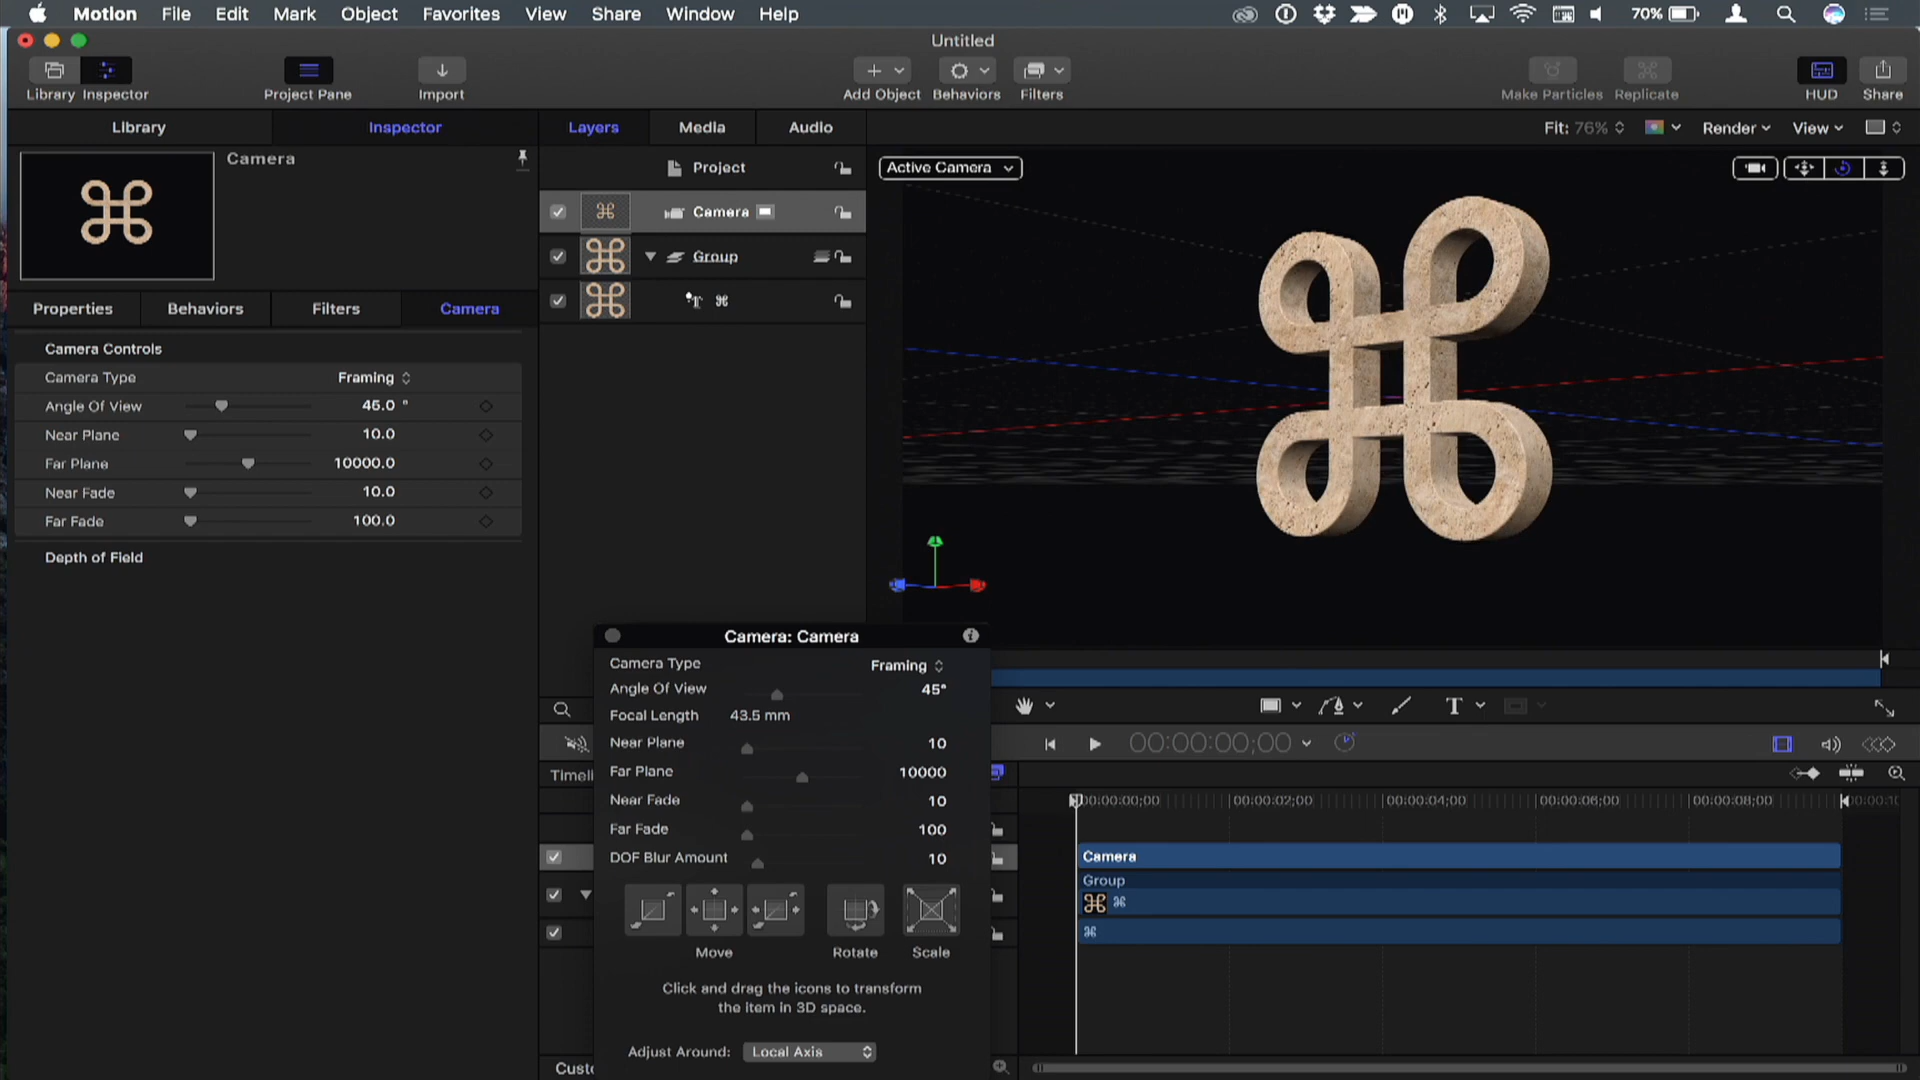 Motion File Edit Mark Object Favorites View Share Window Help
70%
Untitled
Library Inspector Project Pane Import Add Object Behaviors Filters Make Particles Replicate HUD Share
Library Inspector Layers Media Audio Fit: 76% Render View
Camera
Project
Active Camera
Camera
Group
⌘
Properties Behaviors Filters Camera
Camera Controls
Camera Type Framing
Angle Of View 45.0 °
Near Plane 10.0
Far Plane 10000.0
Near Fade 10.0
Far Fade 100.0
Depth of Field
Camera: Camera
Camera Type Framing
Angle Of View 45°
Focal Length 43.5 mm
Near Plane 10
Far Plane 10000
Near Fade 10
Far Fade 100
DOF Blur Amount 10
Move Rotate Scale
Click and drag the icons to transform
the item in 3D space.
Adjust Around: Local Axis
T
00:00:00;00
Timeli
00:00:00;00 00:00:02;00 00:00:04;00 00:00:06;00 00:00:08;00 00:00:10
Camera
Group
⌘ ⌘
⌘
Custo